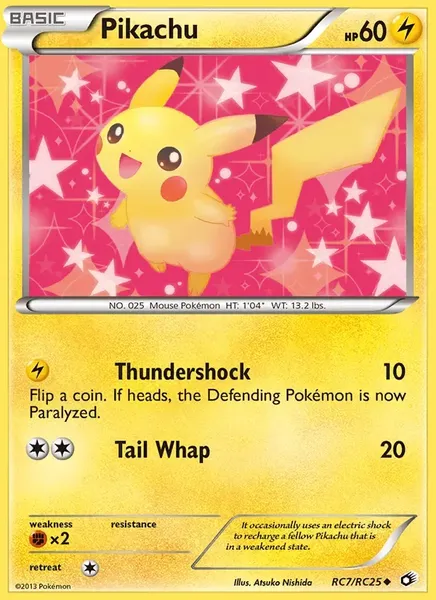 BASIC Pikachu HP60
NO. 025 Mouse Pokémon HT: 1'04" WT: 13.2 lbs.
Thundershock 10
Flip a coin. If heads, the Defending Pokémon is now
Paralyzed.
Tail Whap 20
weakness resistance
×2
retreat
It occasionally uses an electric shock
to recharge a fellow Pikachu that is
in a weakened state.
©2013 Pokémon Illus. Atsuko Nishida RC7/RC25